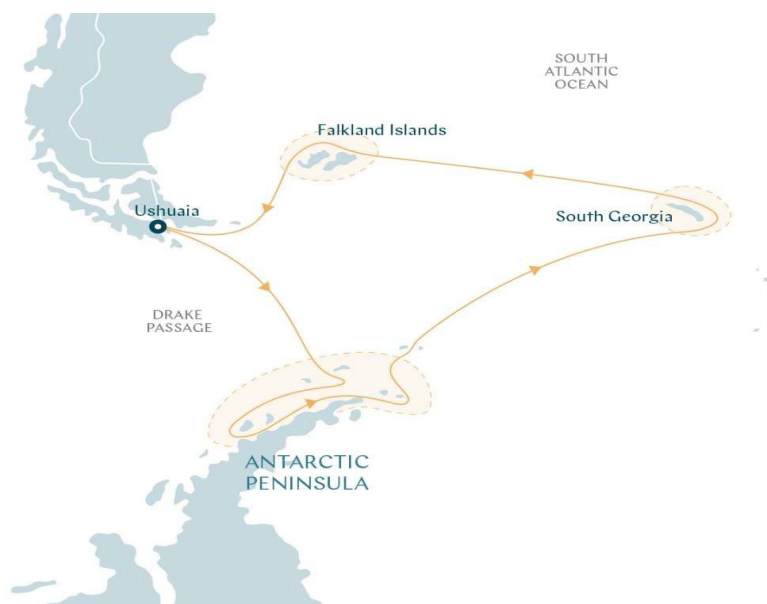 SOUTH
ATLANTIC
OCEAN
Falkland Islands
Ushuaia
South Georgia
DRAKE
PASSAGE
ANTARCTIC
PENINSULA